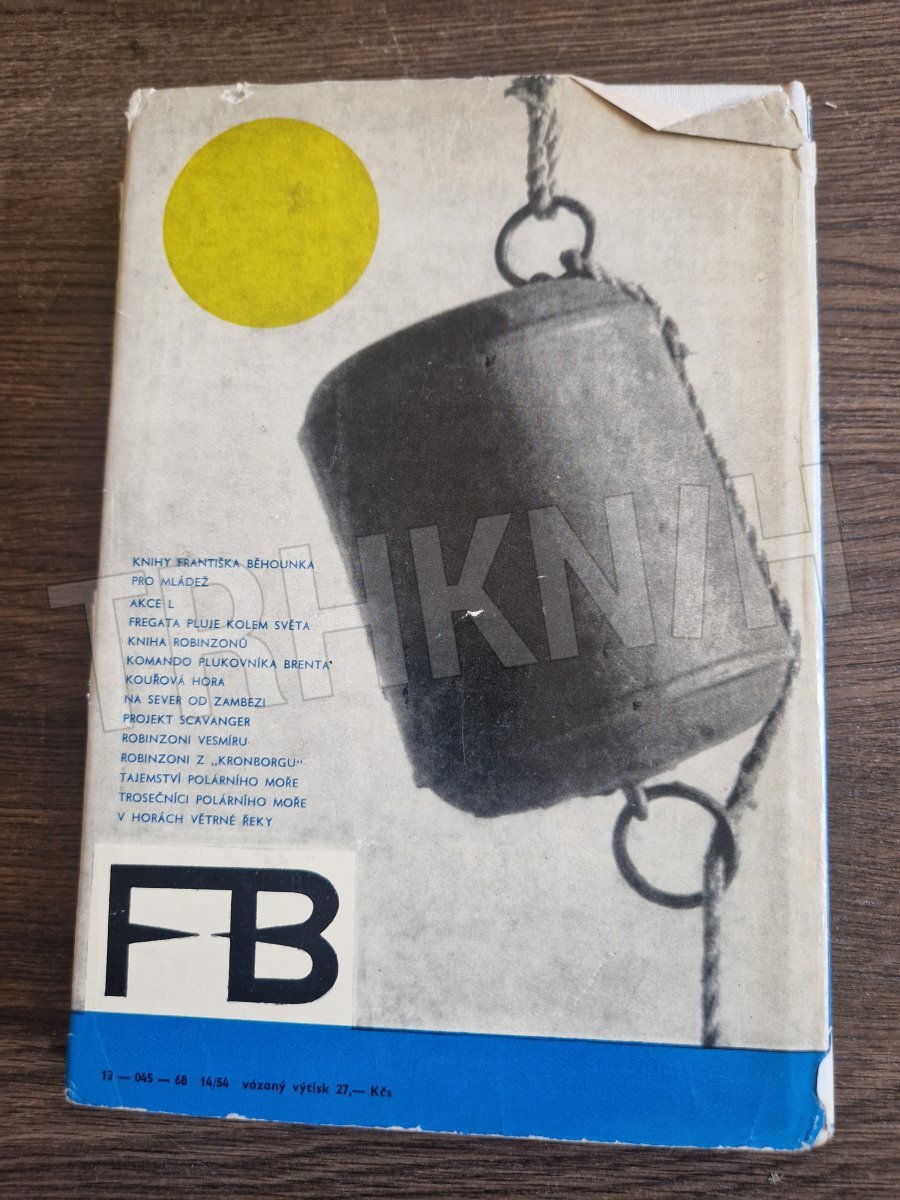 KNIHY FRANTIŠKA BĚHOUNKA
PRO MLÁDEŽ
AKCE L
FREGATA PLUJE KOLEM SVĚTA
KNIHA ROBINZONŮ
KOMANDO PLUKOVNÍKA BRENTA
KOUŘOVÁ HORA
NA SEVER OD ZAMBEZI
PROJEKT SCAVANGER
ROBINZONI VESMÍRU
ROBINZONI Z „KRONBORGU“
TAJEMSTVÍ POLÁRNÍHO MOŘE
TROSEČNÍCI POLÁRNÍHO MOŘE
V HORÁCH VĚTRNÉ ŘEKY
FB
13 — 045 — 68 14/54 vázaný výtisk 27,— Kčs
TRHKNIH